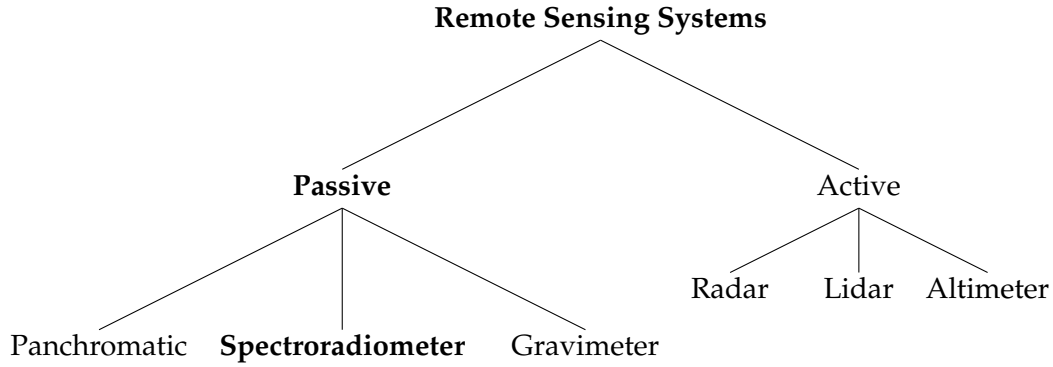 Remote Sensing Systems
Passive Active
Radar Lidar Altimeter
Panchromatic Spectroradiometer Gravimeter